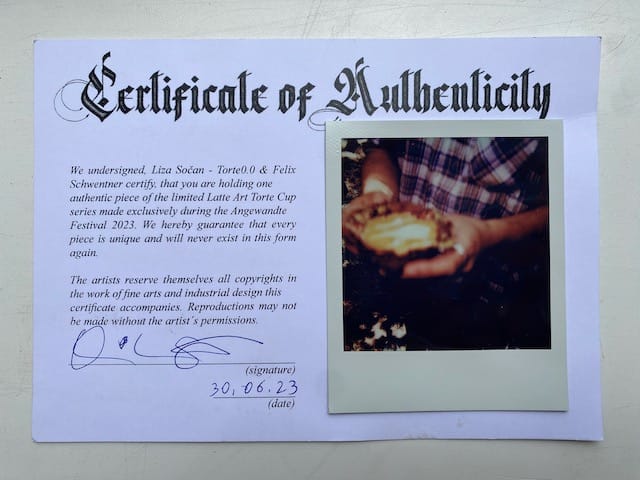 Certificate of Authenticity
We undersigned, Liza Sočan - Torte0.0 & Felix
Schwentner certify, that you are holding one
authentic piece of the limited Latte Art Torte Cup
series made exclusively during the Angewandte
Festival 2023. We hereby guarantee that every
piece is unique and will never exist in this form
again.
The artists reserve themselves all copyrights in
the work of fine arts and industrial design this
certificate accompanies. Reproductions may not
be made without the artist´s permissions.
(signature)
30.06.23
(date)